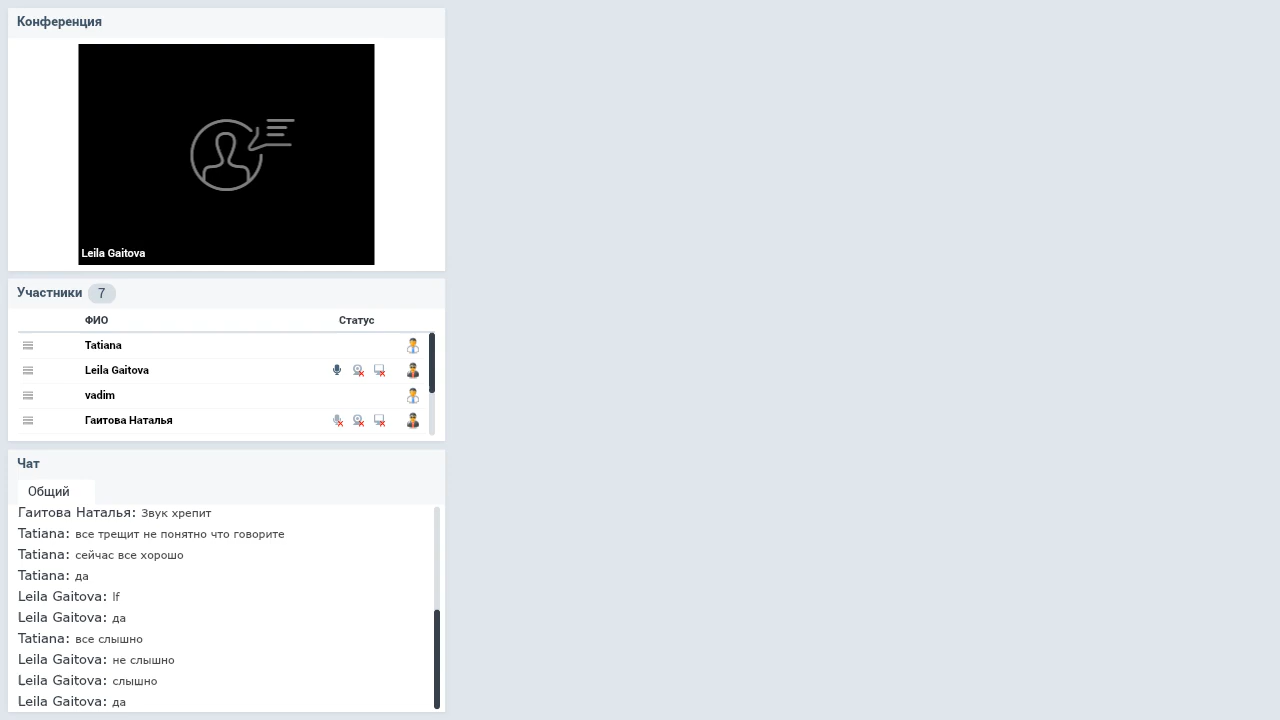 Конференция
Leila Gaitova
Участники 7
ФИО Статус
Tatiana
Leila Gaitova
vadim
Гаитова Наталья
Чат
Общий
Гаитова Наталья: Звук хрепит
Tatiana: все трещит не понятно что говорите
Tatiana: сейчас все хорошо
Tatiana: да
Leila Gaitova: lf
Leila Gaitova: да
Tatiana: все слышно
Leila Gaitova: не слышно
Leila Gaitova: слышно
Leila Gaitova: да